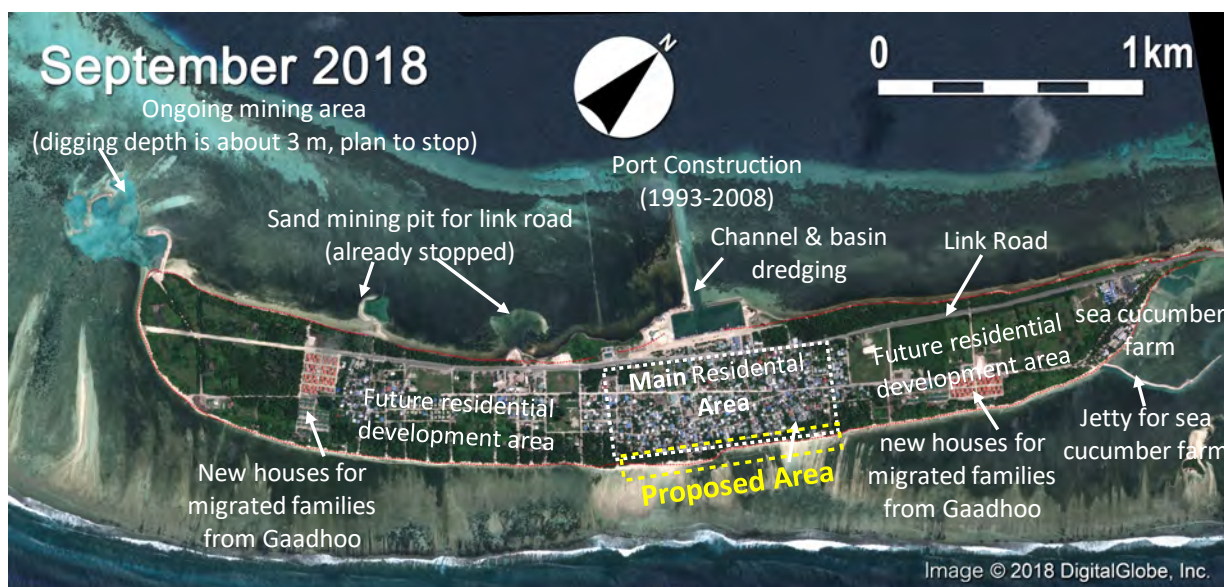 September 2018
N
0
1km
Ongoing mining area
(digging depth is about 3 m, plan to stop)
Port Construction
(1993-2008)
Sand mining pit for link road
(already stopped)
Channel & basin
dredging
Link Road
sea cucumber
farm
Future residential
development area
Main Residental
Area
Future residential
development area
New houses for
migrated families
from Gaadhoo
Proposed Area
new houses for
migrated families
from Gaadhoo
Jetty for sea
cucumber farm
Image © 2018 DigitalGlobe, Inc.